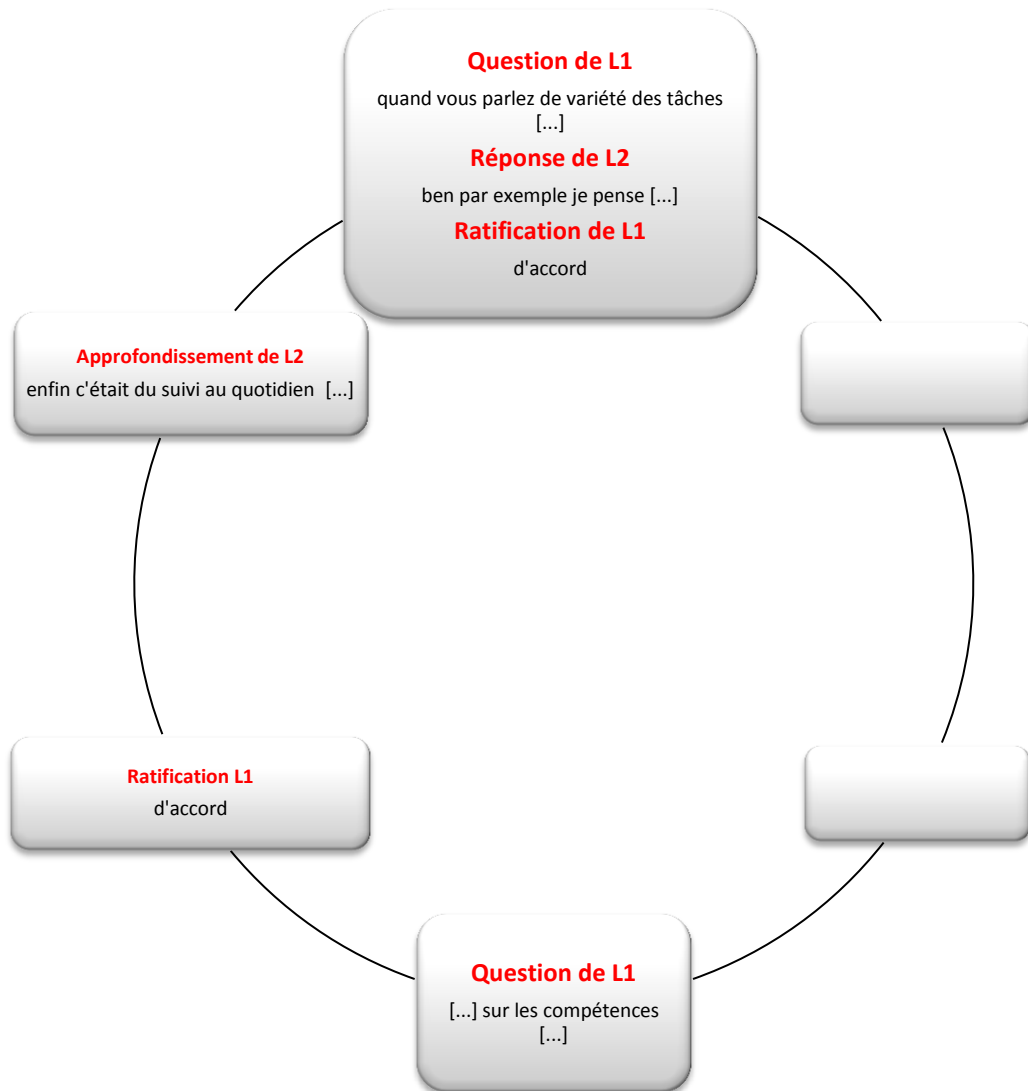 Question de L1
quand vous parlez de variété des tâches
[...]
Réponse de L2
ben par exemple je pense [...]
Ratification de L1
d'accord
Approfondissement de L2
enfin c'était du suivi au quotidien [...]
Ratification L1
d'accord
Question de L1
[...] sur les compétences
[...]